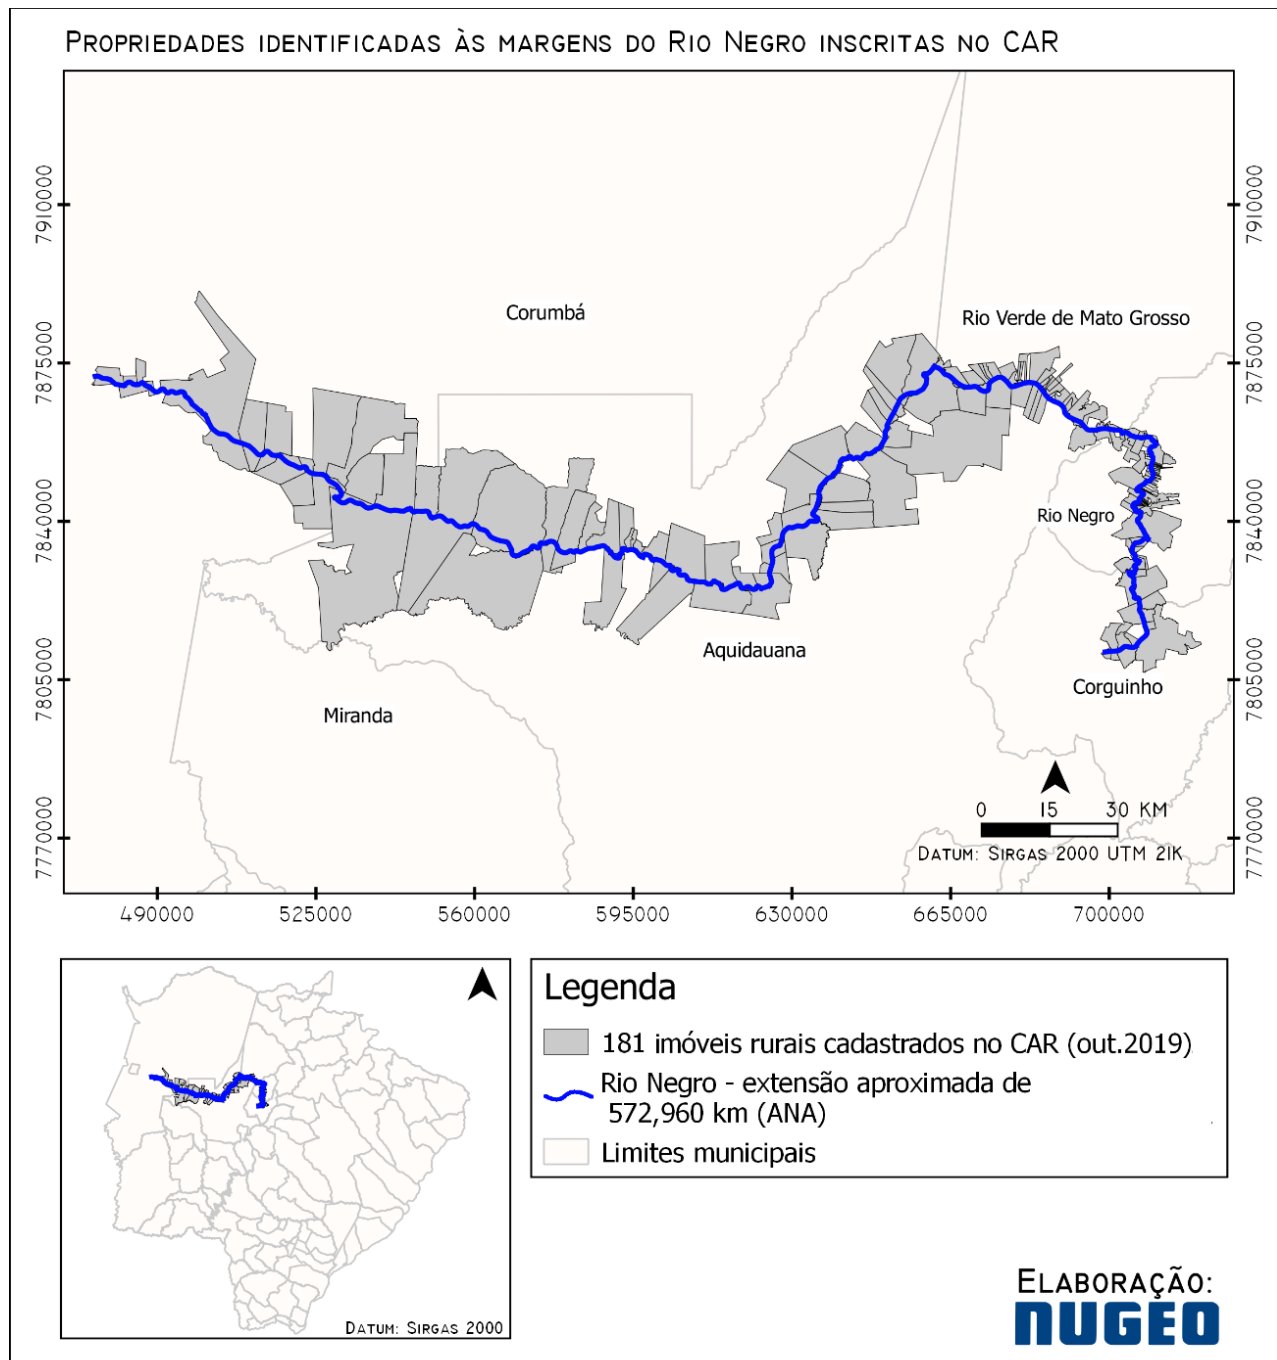 Propriedades identificadas às margens do Rio Negro inscritas no CAR
7910000
7910000
Corumbá
Rio Verde de Mato Grosso
7875000
7875000
7840000
Rio Negro
7840000
Aquidauana
7805000
Corguinho
7805000
Miranda
0 15 30 KM
7770000
7770000
Datum: Sirgas 2000 UTM 21K
490000 525000 560000 595000 630000 665000 700000
Legenda
181 imóveis rurais cadastrados no CAR (out.2019)
Rio Negro - extensão aproximada de
572,960 km (ANA)
Limites municipais
Datum: Sirgas 2000
Elaboração:
NUGEO